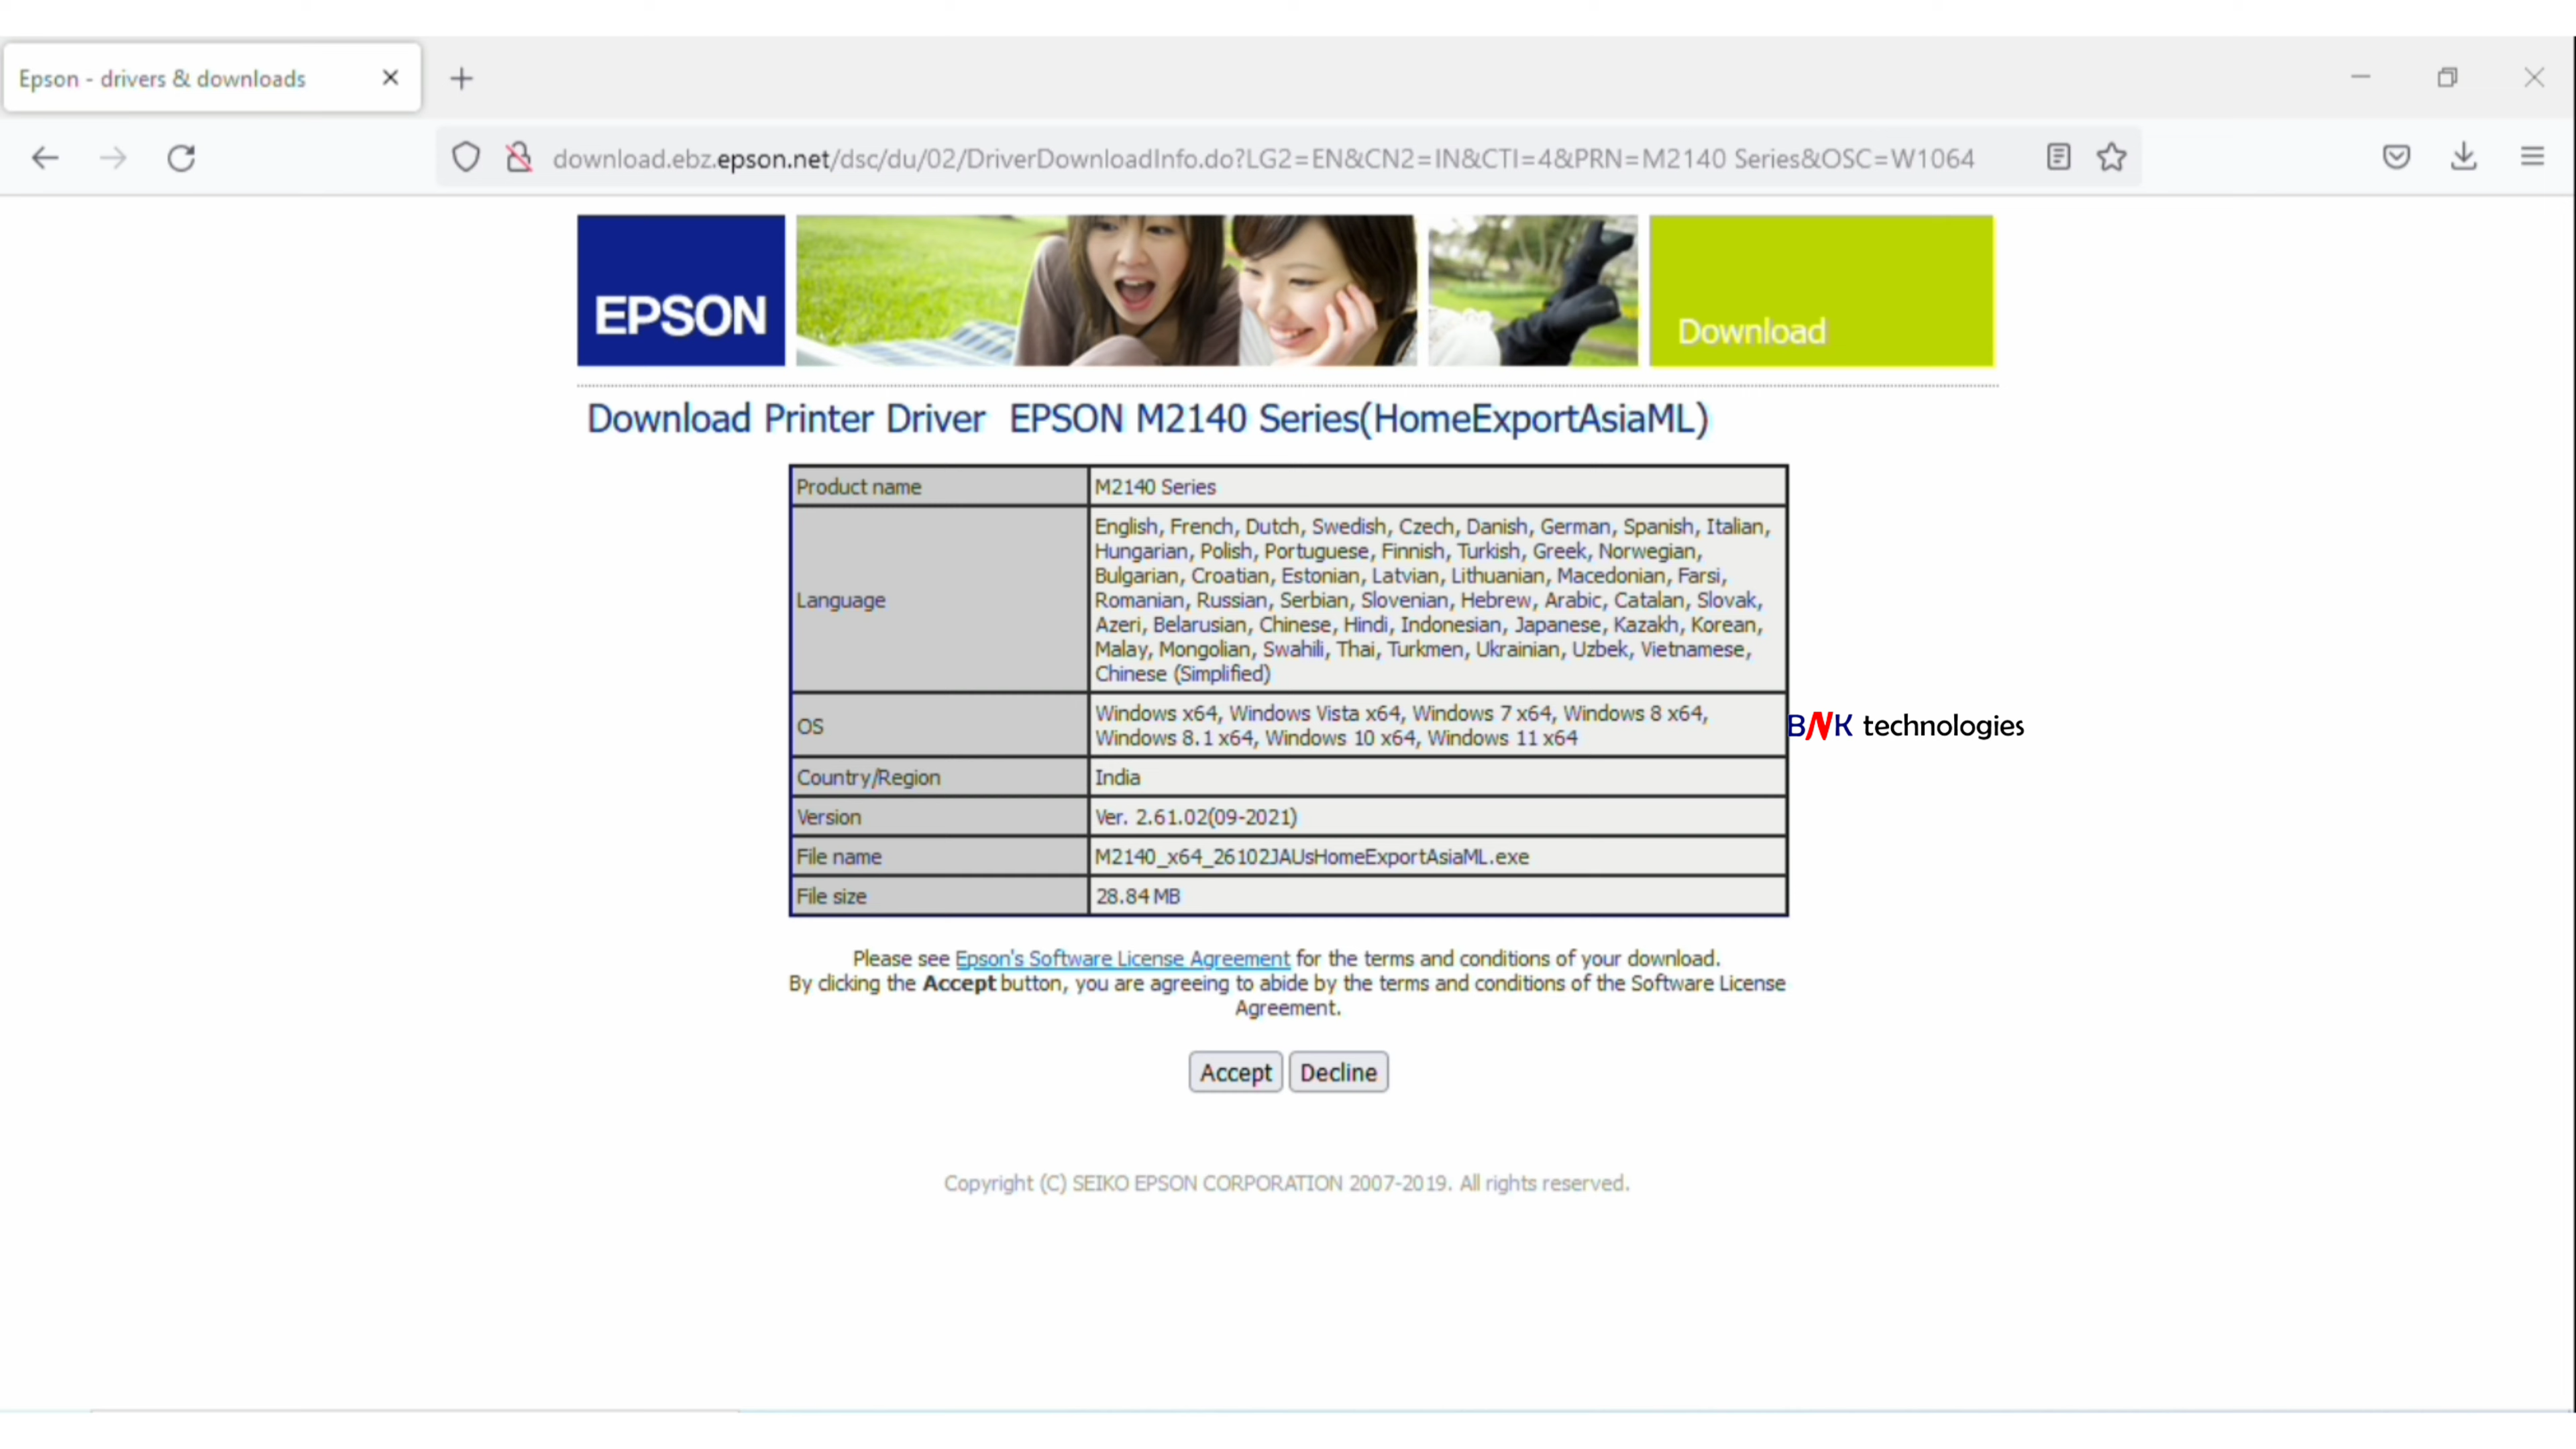 Epson - drivers & downloads
download.ebz.epson.net/dsc/du/02/DriverDownloadInfo.do?LG2=EN&CN2=IN&CTI=4&PRN=M2140 Series&OSC=W1064
EPSON
Download
Download Printer Driver EPSON M2140 Series(HomeExportAsiaML)
Product name
M2140 Series
Language
English, French, Dutch, Swedish, Czech, Danish, German, Spanish, Italian,
Hungarian, Polish, Portuguese, Finnish, Turkish, Greek, Norwegian,
Bulgarian, Croatian, Estonian, Latvian, Lithuanian, Macedonian, Farsi,
Romanian, Russian, Serbian, Slovenian, Hebrew, Arabic, Catalan, Slovak,
Azeri, Belarusian, Chinese, Hindi, Indonesian, Japanese, Kazakh, Korean,
Malay, Mongolian, Swahili, Thai, Turkmen, Ukrainian, Uzbek, Vietnamese,
Chinese (Simplified)
OS
Windows x64, Windows Vista x64, Windows 7 x64, Windows 8 x64,
Windows 8.1 x64, Windows 10 x64, Windows 11 x64
BNK technologies
Country/Region
India
Version
Ver. 2.61.02(09-2021)
File name
M2140_x64_26102JAUsHomeExportAsiaML.exe
File size
28.84 MB
Please see Epson's Software License Agreement for the terms and conditions of your download.
By clicking the Accept button, you are agreeing to abide by the terms and conditions of the Software License
Agreement.
Accept
Decline
Copyright (C) SEIKO EPSON CORPORATION 2007-2019. All rights reserved.